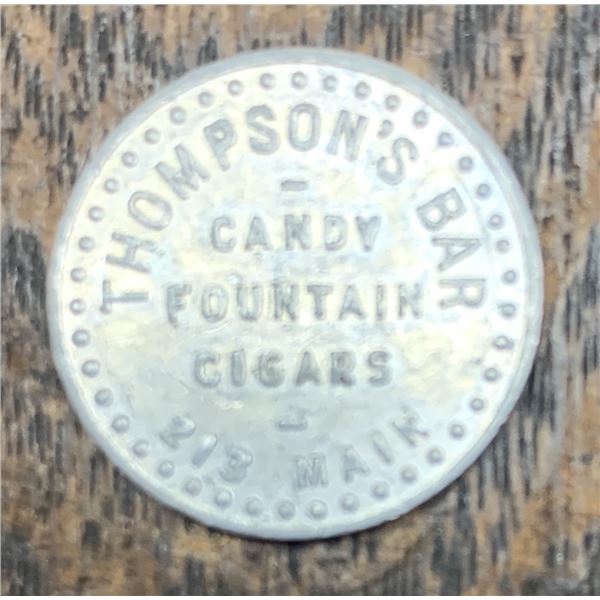 THOMPSON'S BAR
CANDY
FOUNTAIN
CIGARS
213 MAIN